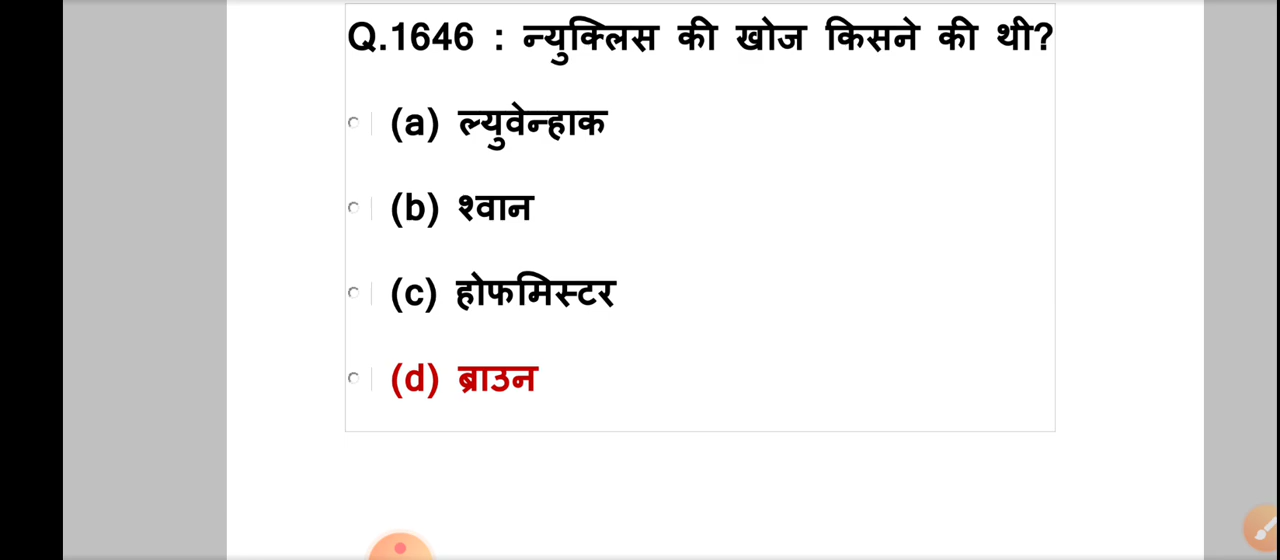 Q.1646 : न्युक्लिस की खोज किसने की थी?
(a) ल्युवेन्हाक
(b) श्वान
(c) होफमिस्टर
(d) ब्राउन